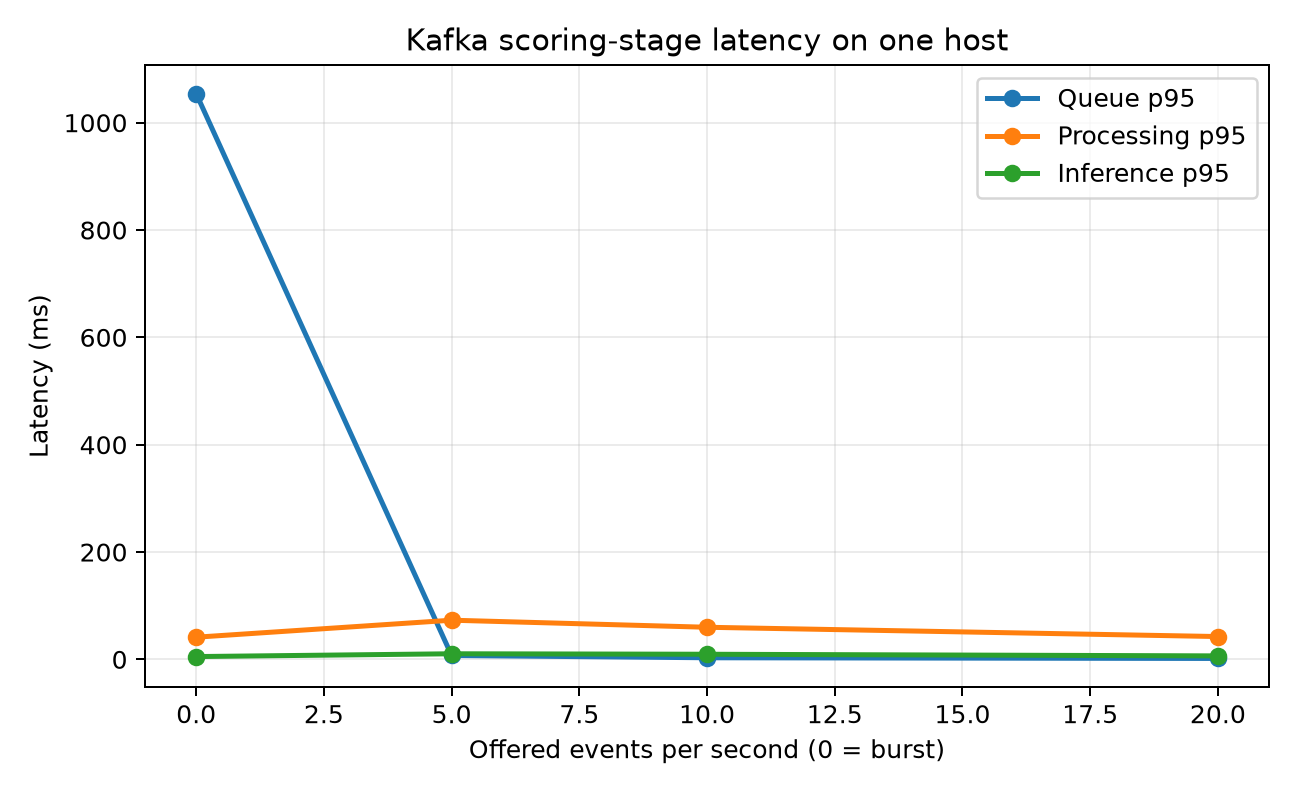 Kafka scoring-stage latency on one host
Queue p95
Processing p95
Inference p95
1000
800
600
400
200
0
Latency (ms)
0.0 2.5 5.0 7.5 10.0 12.5 15.0 17.5 20.0
Offered events per second (0 = burst)